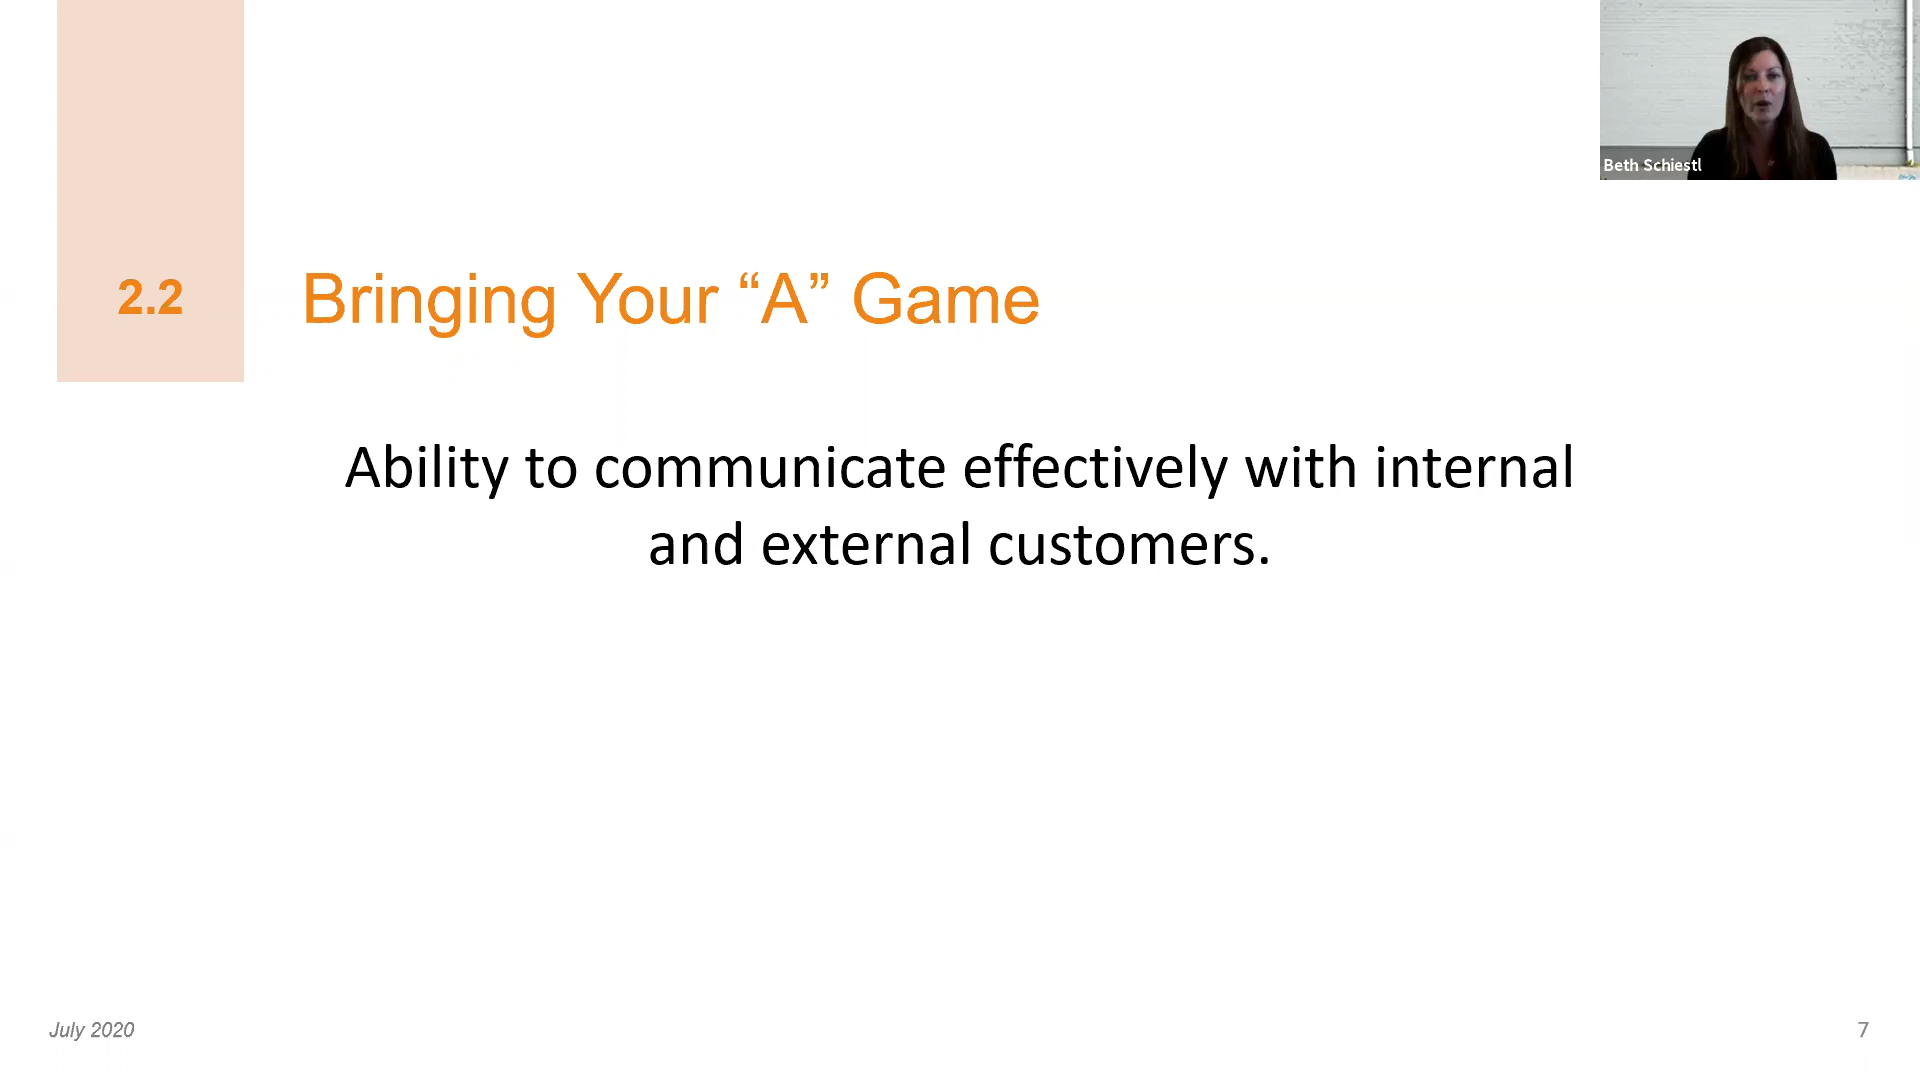 Beth Schiestl
2.2
Bringing Your “A” Game
Ability to communicate effectively with internal
and external customers.
July 2020
7